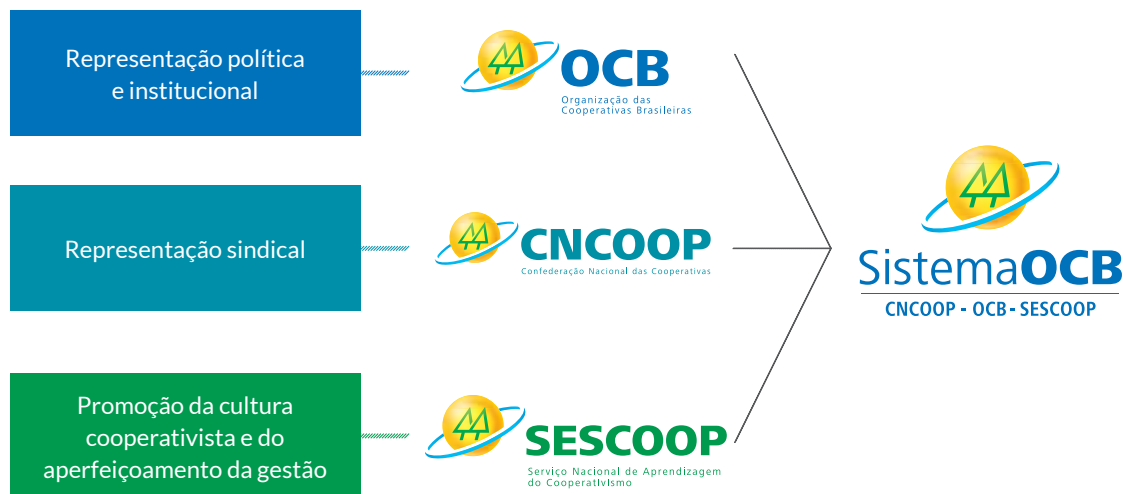 Representação política
e institucional
OCB
Organização das
Cooperativas Brasileiras
Representação sindical
CNCOOP
Confederação Nacional das Cooperativas
Promoção da cultura
cooperativista e do
aperfeiçoamento da gestão
SESCOOP
Serviço Nacional de Aprendizagem
do Cooperativismo
SistemaOCB
CNCOOP - OCB - SESCOOP